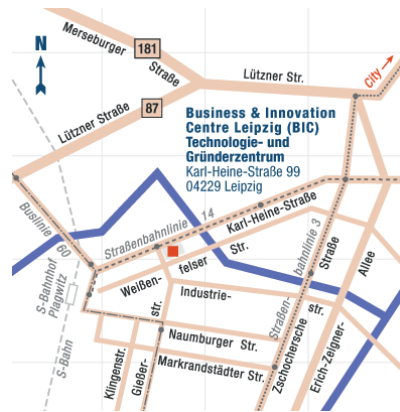 Merseburger
Straße
181
N
Lützner Str.
City
87
Lützner Straße
Business & Innovation
Centre Leipzig (BIC)
Technologie- und
Gründerzentrum
Karl-Heine-Straße 99
04229 Leipzig
Buslinie 60
Straßenbahnlinie 14
Karl-Heine-Straße
Weißen-
felser
Str.
S-Bahnhof
Plagwitz
Industrie-
str.
Straßen-
bahnlinie 3
Zschochersche
Straße
Erich-Zeigner-
Allee
S-Bahn
Naumburger Str.
Markrandstädter Str.
Klingenstr.
Gießer-
str.